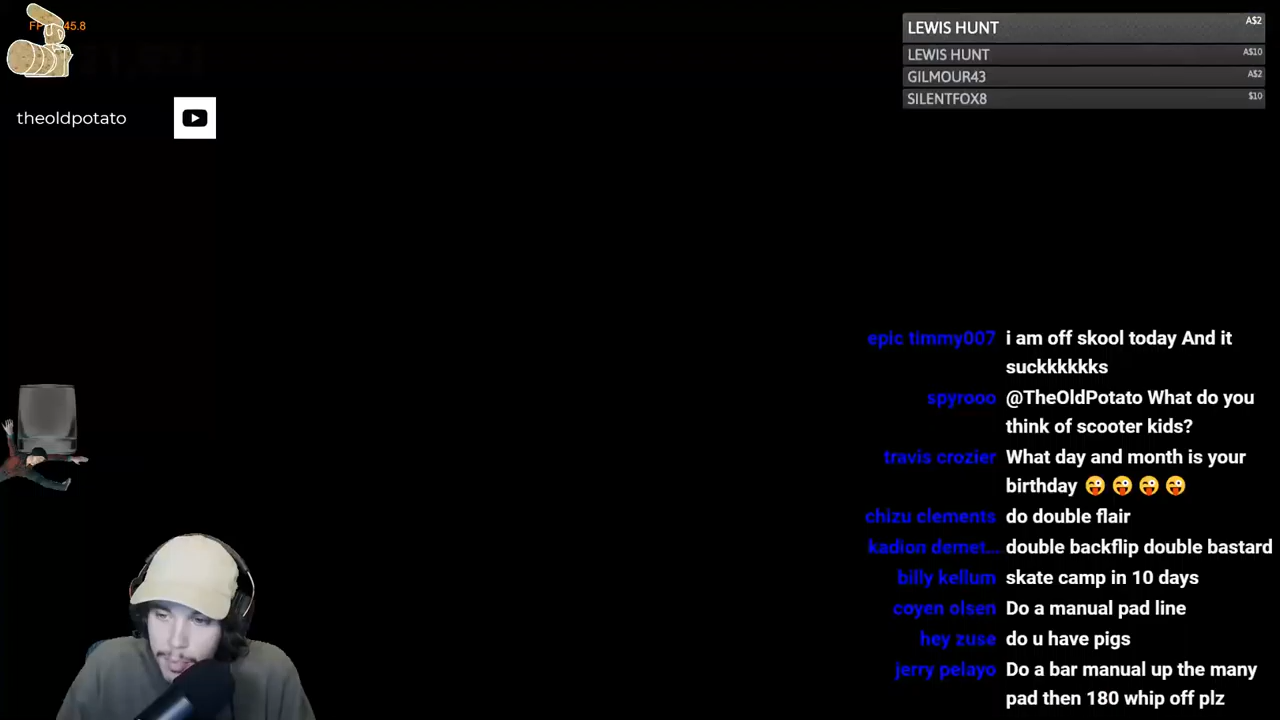 45.8
LEWIS HUNT A$2
LEWIS HUNT A$10
GILMOUR43 A$2
SILENTFOX8 $10
theoldpotato
epic timmy007 i am off skool today And it
suckkkkkks
spyrooo @TheOldPotato What do you
think of scooter kids?
travis crozier What day and month is your
birthday 😜 😜 😜 😜
chizu clements do double flair
kadion demet... double backflip double bastard
billy kellum skate camp in 10 days
coyen olsen Do a manual pad line
hey zuse do u have pigs
jerry pelayo Do a bar manual up the many
pad then 180 whip off plz